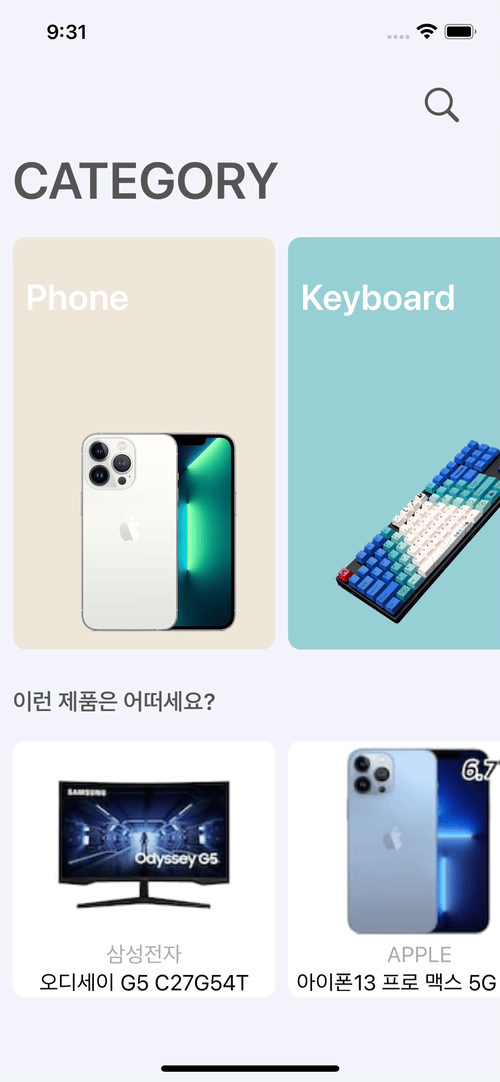 9:31
CATEGORY
Phone
Keyboard
이런 제품은 어떠세요?
SAMSUNG
Odyssey G5
6.7
삼성전자
오디세이 G5 C27G54T
APPLE
아이폰13 프로 맥스 5G